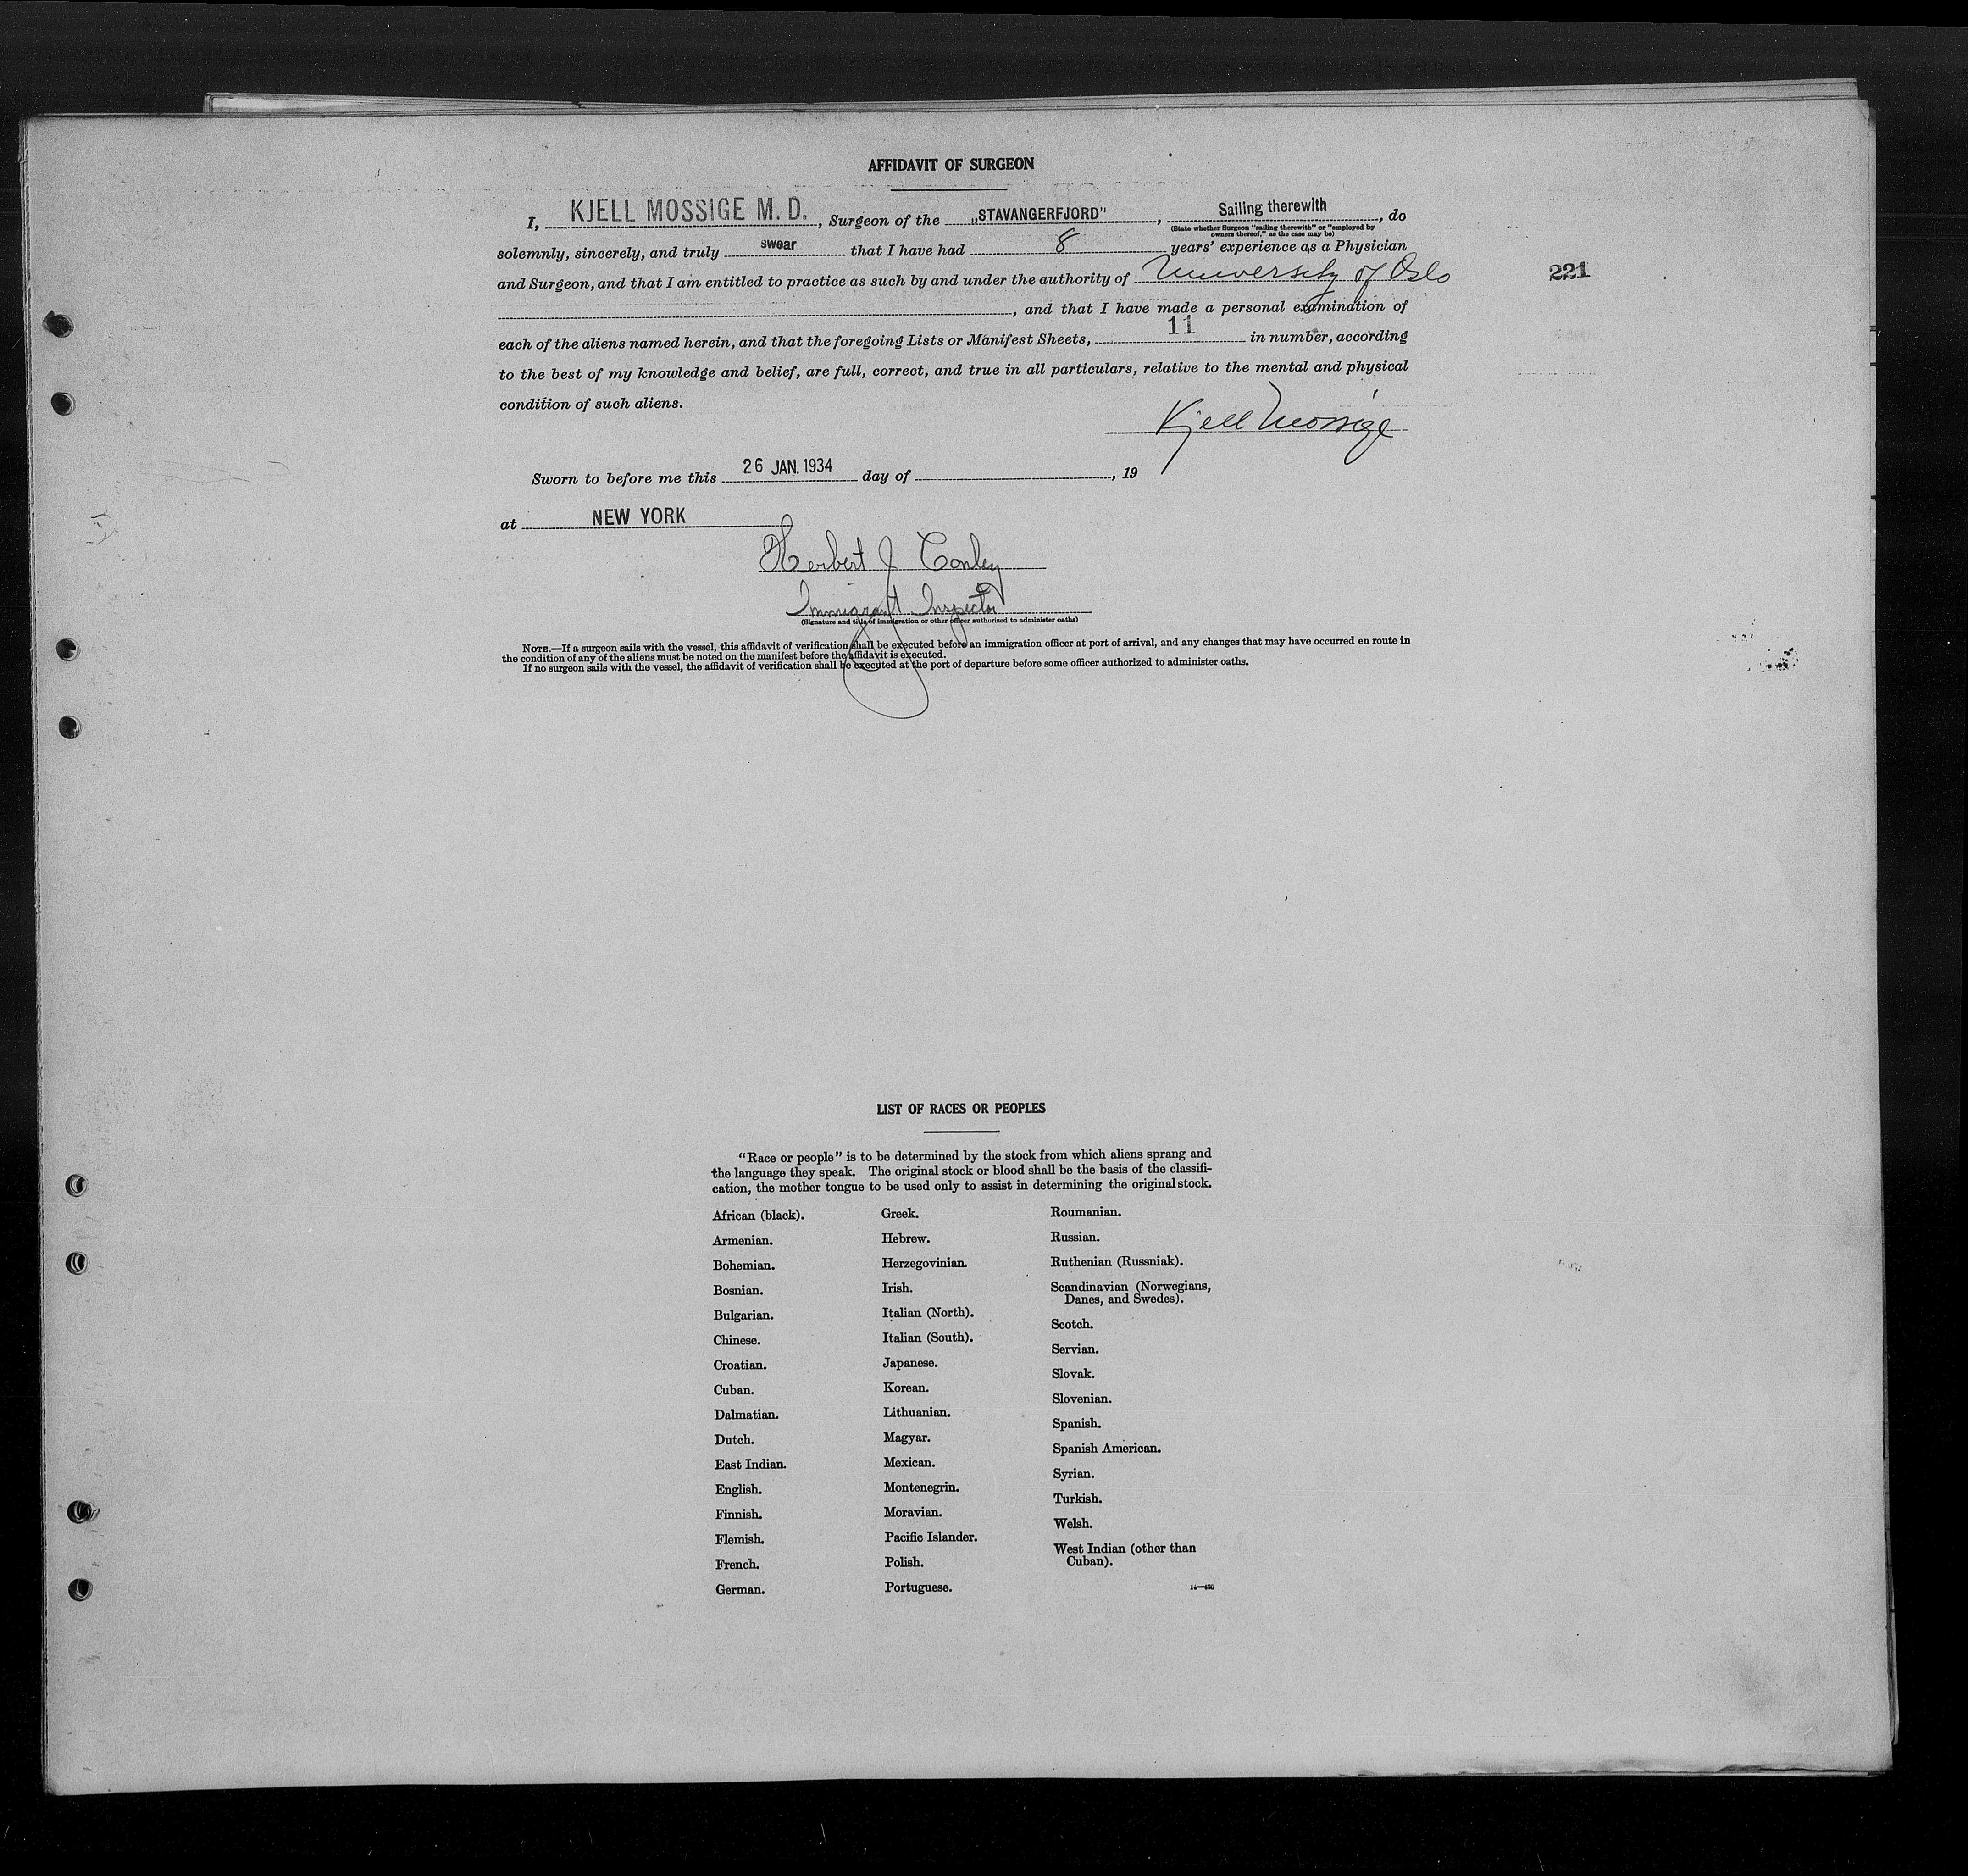 AFFIDAVIT OF SURGEON
I, KJELL MOSSIGE M. D., Surgeon of the „STAVANGERFJORD", Sailing therewith, do
(State whether Surgeon "sailing therewith" or "employed by
owners thereof," as the case may be)
solemnly, sincerely, and truly swear that I have had 8 years' experience as a Physician
and Surgeon, and that I am entitled to practice as such by and under the authority of University of Oslo
221
, and that I have made a personal examination of
each of the aliens named herein, and that the foregoing Lists or Manifest Sheets, 11 in number, according
to the best of my knowledge and belief, are full, correct, and true in all particulars, relative to the mental and physical
condition of such aliens.
Kjell Mossige
Sworn to before me this 26 JAN. 1934 day of , 19
at NEW YORK
Herbert J Conley
Immigrant Inspector
(Signature and title of immigration or other officer authorized to administer oaths)
NOTE.—If a surgeon sails with the vessel, this affidavit of verification shall be executed before an immigration officer at port of arrival, and any changes that may have occurred en route in
the condition of any of the aliens must be noted on the manifest before the affidavit is executed.
If no surgeon sails with the vessel, the affidavit of verification shall be executed at the port of departure before some officer authorized to administer oaths.
LIST OF RACES OR PEOPLES
"Race or people" is to be determined by the stock from which aliens sprang and
the language they speak. The original stock or blood shall be the basis of the classifi-
cation, the mother tongue to be used only to assist in determining the original stock.
African (black).
Armenian.
Bohemian.
Bosnian.
Bulgarian.
Chinese.
Croatian.
Cuban.
Dalmatian.
Dutch.
East Indian.
English.
Finnish.
Flemish.
French.
German.
Greek.
Hebrew.
Herzegovinian.
Irish.
Italian (North).
Italian (South).
Japanese.
Korean.
Lithuanian.
Magyar.
Mexican.
Montenegrin.
Moravian.
Pacific Islander.
Polish.
Portuguese.
Roumanian.
Russian.
Ruthenian (Russniak).
Scandinavian (Norwegians,
Danes, and Swedes).
Scotch.
Servian.
Slovak.
Slovenian.
Spanish.
Spanish American.
Syrian.
Turkish.
Welsh.
West Indian (other than
Cuban).